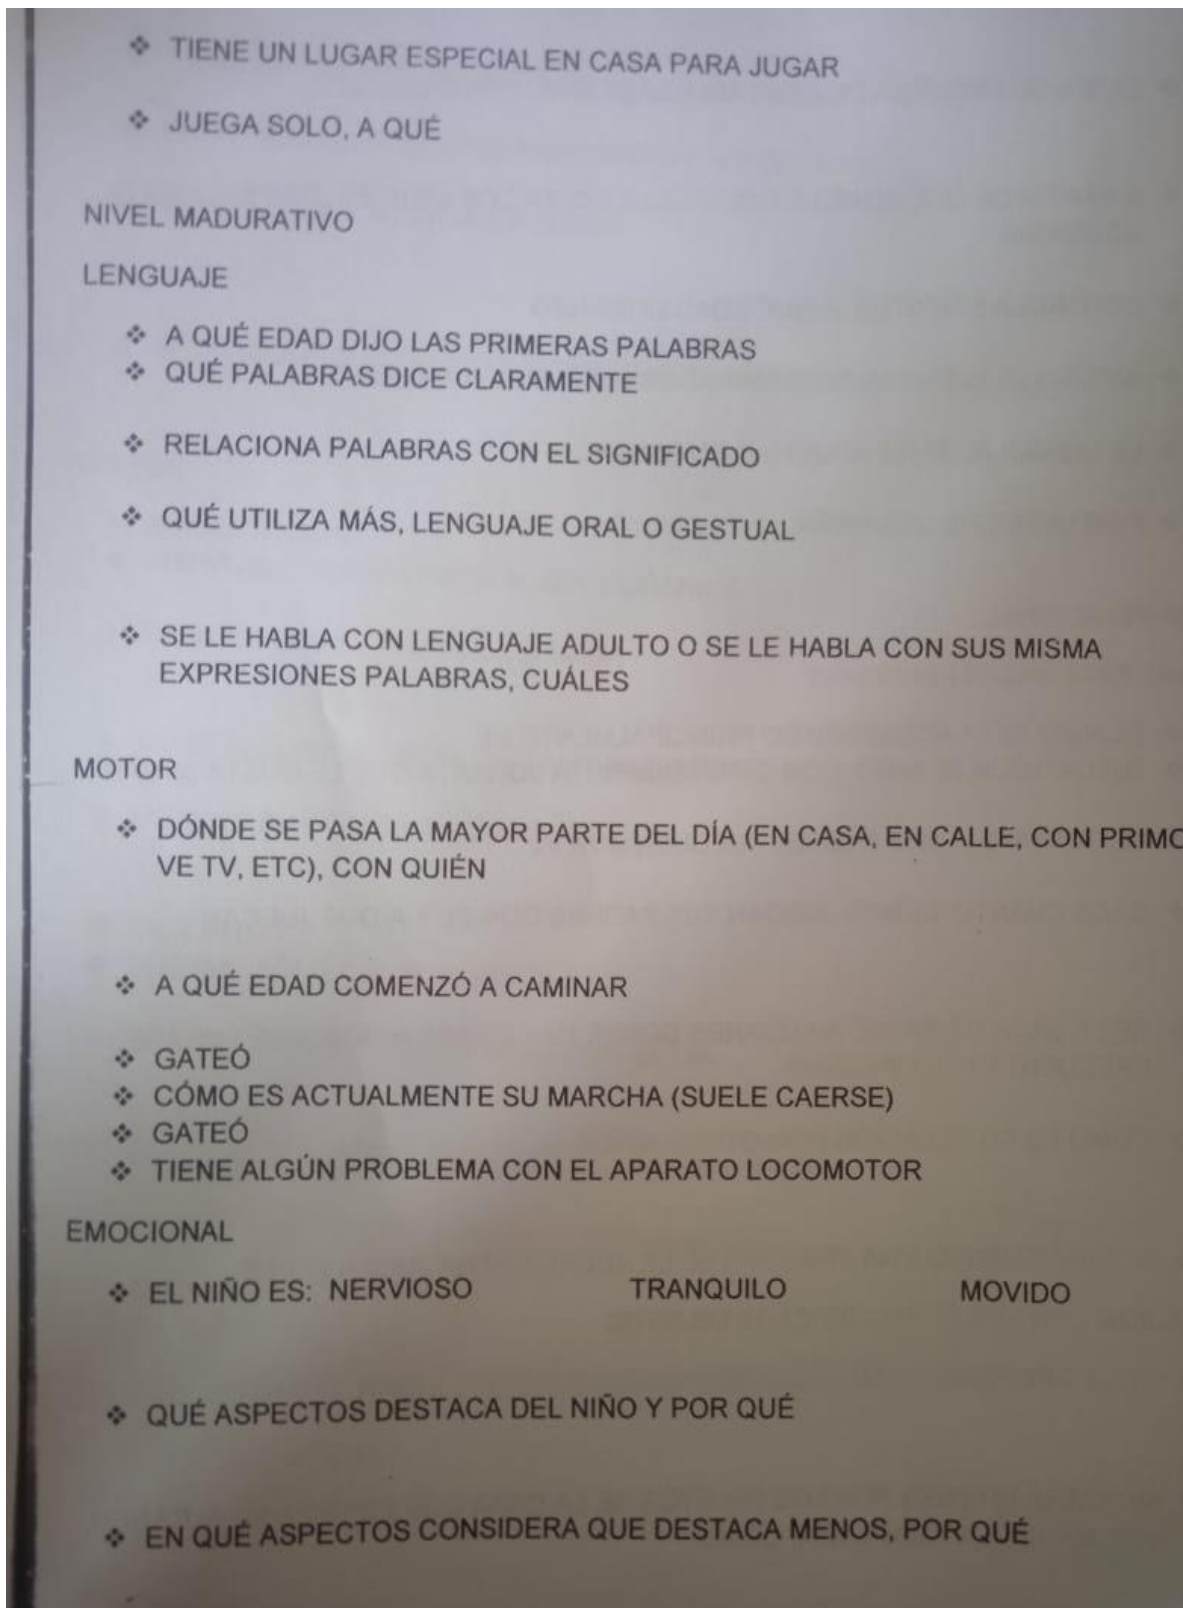 ❖ TIENE UN LUGAR ESPECIAL EN CASA PARA JUGAR
❖ JUEGA SOLO, A QUÉ
NIVEL MADURATIVO
LENGUAJE
❖ A QUÉ EDAD DIJO LAS PRIMERAS PALABRAS
❖ QUÉ PALABRAS DICE CLARAMENTE
❖ RELACIONA PALABRAS CON EL SIGNIFICADO
❖ QUÉ UTILIZA MÁS, LENGUAJE ORAL O GESTUAL
❖ SE LE HABLA CON LENGUAJE ADULTO O SE LE HABLA CON SUS MISMA
EXPRESIONES PALABRAS, CUÁLES
MOTOR
❖ DÓNDE SE PASA LA MAYOR PARTE DEL DÍA (EN CASA, EN CALLE, CON PRIMO
VE TV, ETC), CON QUIÉN
❖ A QUÉ EDAD COMENZÓ A CAMINAR
❖ GATEÓ
❖ CÓMO ES ACTUALMENTE SU MARCHA (SUELE CAERSE)
❖ GATEÓ
❖ TIENE ALGÚN PROBLEMA CON EL APARATO LOCOMOTOR
EMOCIONAL
❖ EL NIÑO ES: NERVIOSO TRANQUILO MOVIDO
❖ QUÉ ASPECTOS DESTACA DEL NIÑO Y POR QUÉ
❖ EN QUÉ ASPECTOS CONSIDERA QUE DESTACA MENOS, POR QUÉ